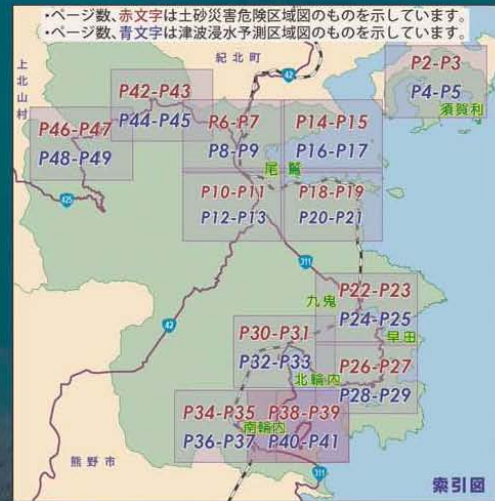 ・ページ数、赤文字は土砂災害危険区域図のものを示しています。
・ページ数、青文字は津波浸水予測区域図のものを示しています。
上北山村
紀北町
42
P2-P3
P4-P5
須賀利
P42-P43
P44-P45
P6-P7
P8-P9
P14-P15
P16-P17
P46-P47
P48-P49
尾鷲
425
P10-P11
P12-P13
P18-P19
P20-P21
311
九鬼
P22-P23
P24-P25
早田
42
P30-P31
P32-P33
北輪内
P26-P27
P28-P29
P34-P35
P36-P37
南輪内
P38-P39
P40-P41
熊野市
311
索引図